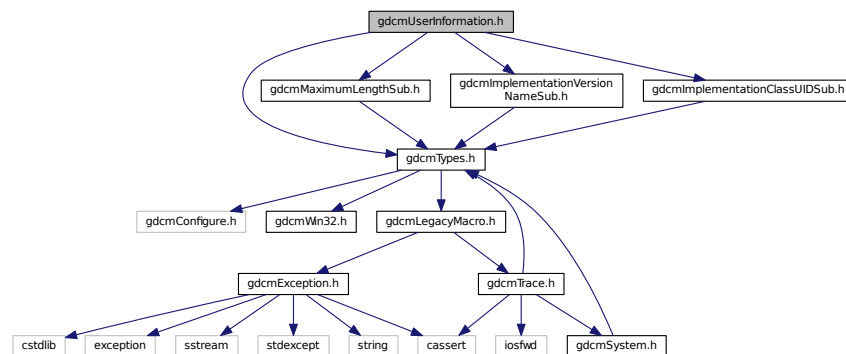 gdcmUserInformation.h
gdcmMaximumLengthSub.h
gdcmImplementationVersion
NameSub.h
gdcmImplementationClassUIDSub.h
gdcmTypes.h
gdcmConfigure.h
gdcmWin32.h
gdcmLegacyMacro.h
gdcmException.h
gdcmTrace.h
cstdlib
exception
sstream
stdexcept
string
cassert
iosfwd
gdcmSystem.h